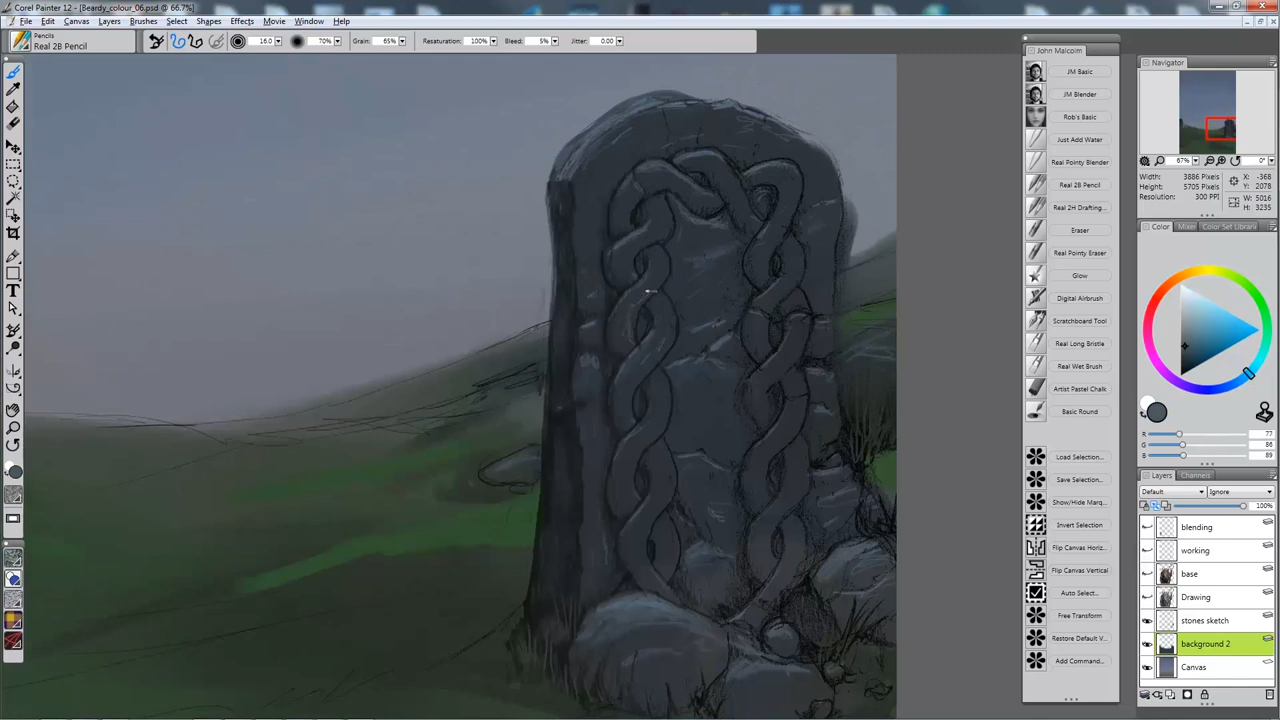 Corel Painter 12 - [Beardy_colour_06.psd @ 66.7%]
File Edit Canvas Layers Brushes Select Shapes Effects Movie Window Help
Pencils
Real 2B Pencil
16.0 70% Grain: 65% Resaturation: 100% Bleed: 5% Jitter: 0.00
John Malcolm
JM Basic
JM Blender
Rob's Basic
Just Add Water
Real Pointy Blender
Real 2B Pencil
Real 2H Drafting...
Eraser
Real Pointy Eraser
Glow
Digital Airbrush
Scratchboard Tool
Real Long Bristle
Real Wet Brush
Artist Pastel Chalk
Basic Round
Load Selection...
Save Selection...
Show/Hide Marq...
Invert Selection
Flip Canvas Horiz...
Flip Canvas Vertical
Auto Select...
Free Transform
Restore Default V...
Add Command...
Navigator
67% 0°
Width: 3886 Pixels
Height: 5705 Pixels
Resolution: 300 PPI
X: -368
Y: 2078
W: 5016
H: 3235
Color Mixer Color Set Librari
R 77
G 86
B 89
Layers Channels
Default Ignore
100%
blending
working
base
Drawing
stones sketch
background 2
Canvas